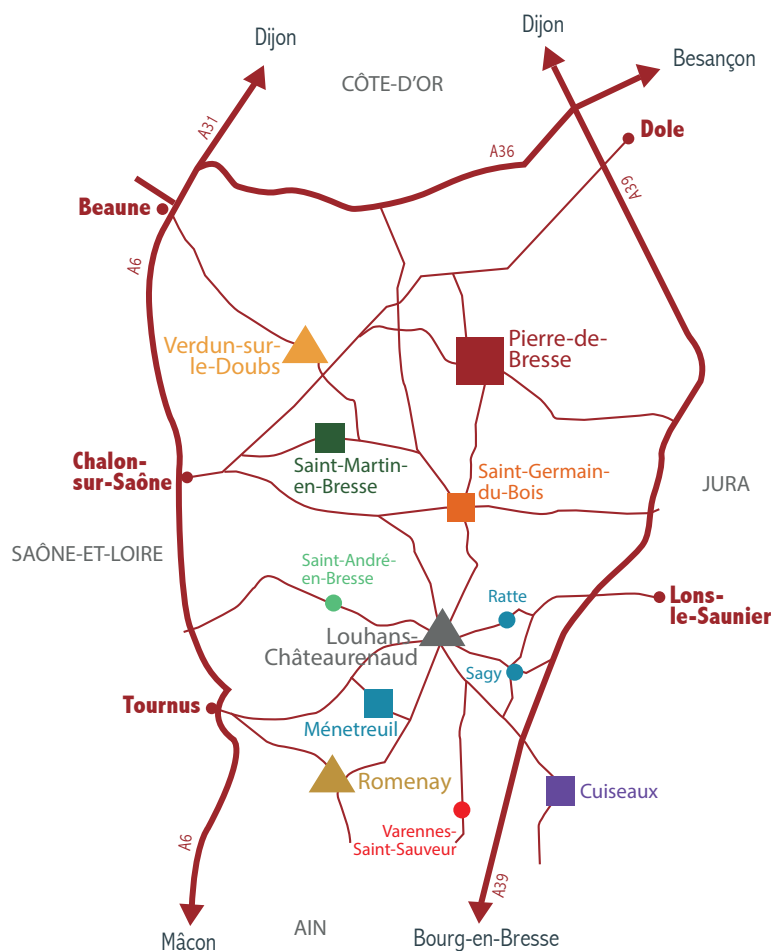 Dijon
Dijon
Besançon
CÔTE-D'OR
A31
A36
Dole
A39
Beaune
A6
Verdun-sur-
le-Doubs
Pierre-de-
Bresse
Chalon-
sur-Saône
Saint-Martin-
en-Bresse
Saint-Germain-
du-Bois
JURA
SAÔNE-ET-LOIRE
Saint-André-
en-Bresse
Ratte
Lons-
le-Saunier
Louhans-
Châteaurenaud
Sagy
Tournus
Ménetreuil
Romenay
Cuiseaux
Varennes-
Saint-Sauveur
A6
A39
AIN
Mâcon
Bourg-en-Bresse